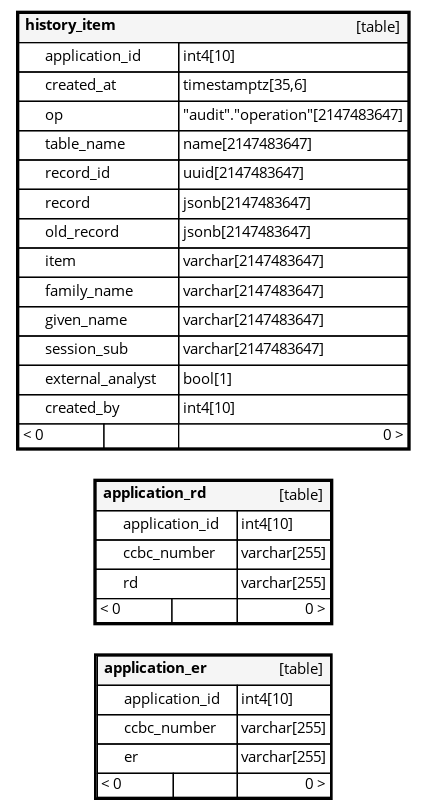 history_item [table]
application_id int4[10]
created_at timestamptz[35,6]
op "audit"."operation"[2147483647]
table_name name[2147483647]
record_id uuid[2147483647]
record jsonb[2147483647]
old_record jsonb[2147483647]
item varchar[2147483647]
family_name varchar[2147483647]
given_name varchar[2147483647]
session_sub varchar[2147483647]
external_analyst bool[1]
created_by int4[10]
< 0 0 >
application_rd [table]
application_id int4[10]
ccbc_number varchar[255]
rd varchar[255]
< 0 0 >
application_er [table]
application_id int4[10]
ccbc_number varchar[255]
er varchar[255]
< 0 0 >